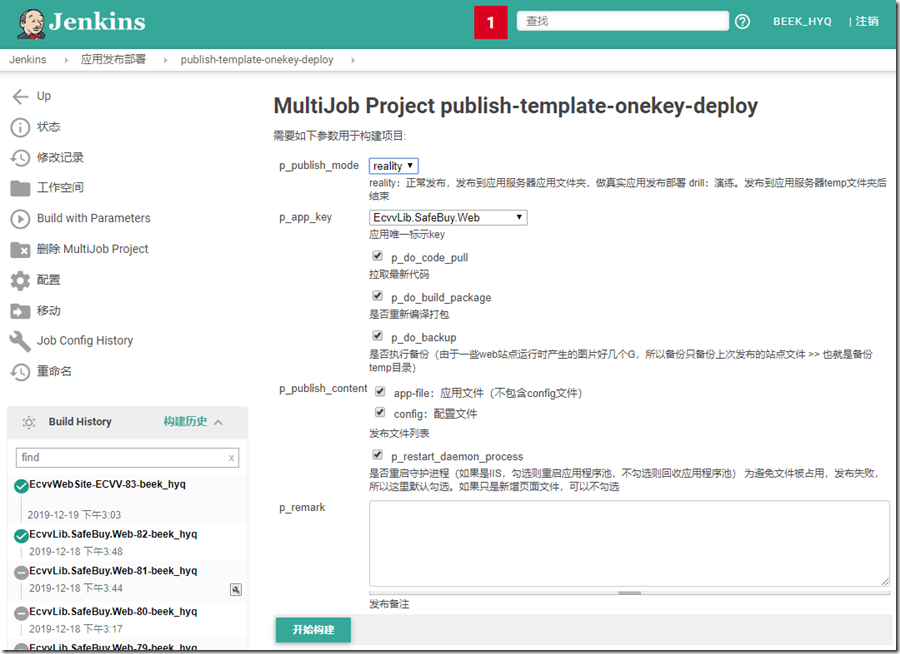 Jenkins
1
查找
BEEK_HYQ
| 注销
Jenkins
应用发布部署
publish-template-onekey-deploy
Up
状态
修改记录
工作空间
Build with Parameters
删除 MultiJob Project
配置
移动
Job Config History
重命名
Build History
构建历史
find
x
EcvvWebSite-ECVV-83-beek_hyq
2019-12-19 下午3:03
EcvvLib.SafeBuy.Web-82-beek_hyq
2019-12-18 下午3:48
EcvvLib.SafeBuy.Web-81-beek_hyq
2019-12-18 下午3:44
EcvvLib.SafeBuy.Web-80-beek_hyq
2019-12-18 下午3:17
EcvvLib.SafeBuy.Web-79-beek_hyq
MultiJob Project publish-template-onekey-deploy
需要如下参数用于构建项目:
p_publish_mode
reality
reality：正常发布，发布到应用服务器应用文件夹，做真实应用发布部署 drill：演练。发布到应用服务器temp文件夹后
结束
p_app_key
EcvvLib.SafeBuy.Web
应用唯一标示key
p_do_code_pull
拉取最新代码
p_do_build_package
是否重新编译打包
p_do_backup
是否执行备份（由于一些web站点运行时产生的图片好几个G，所以备份只备份上次发布的站点文件 >> 也就是备份
temp目录）
p_publish_content
app-file：应用文件（不包含config文件）
config：配置文件
发布文件列表
p_restart_daemon_process
是否重启守护进程（如果是IIS，勾选则重启应用程序池，不勾选则回收应用程序池） 为避免文件被占用，发布失败，
所以这里默认勾选。如果只是新增页面文件，可以不勾选
p_remark
发布备注
开始构建